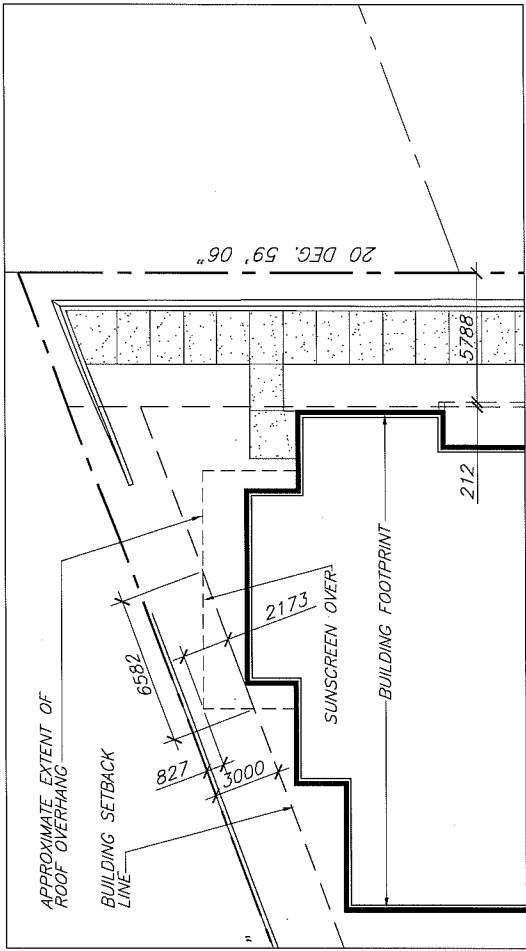 APPROXIMATE EXTENT OF
ROOF OVERHANG
BUILDING SETBACK
LINE
6582
827
3000
2173
SUNSCREEN OVER
BUILDING FOOTPRINT
212
5788
20 DEG. 59' 06"
"